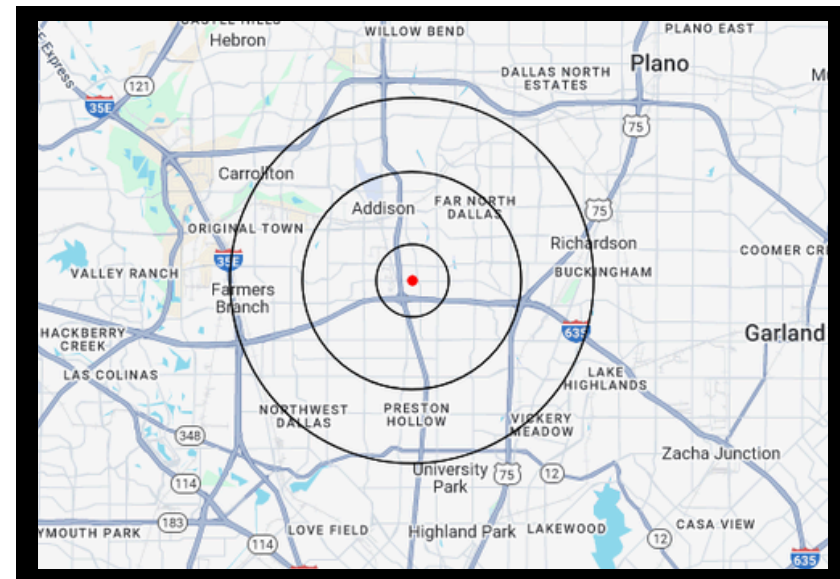 WILLOW BEND
PLANO EAST
Hebron
Plano
DALLAS NORTH
ESTATES
121
35E
75
Carrollton
Addison
FAR NORTH
DALLAS
75
ORIGINAL TOWN
Richardson
COOMER CR
35E
VALLEY RANCH
BUCKINGHAM
Farmers
Branch
HACKBERRY
CREEK
635
Garland
LAS COLINAS
LAKE
HIGHLANDS
NORTHWEST
DALLAS
PRESTON
HOLLOW
VICKERY
MEADOW
348
Zacha Junction
University
Park
75
12
114
183
YMOUTH PARK
LOVE FIELD
Highland Park
LAKEWOOD
CASA VIEW
12
114
635